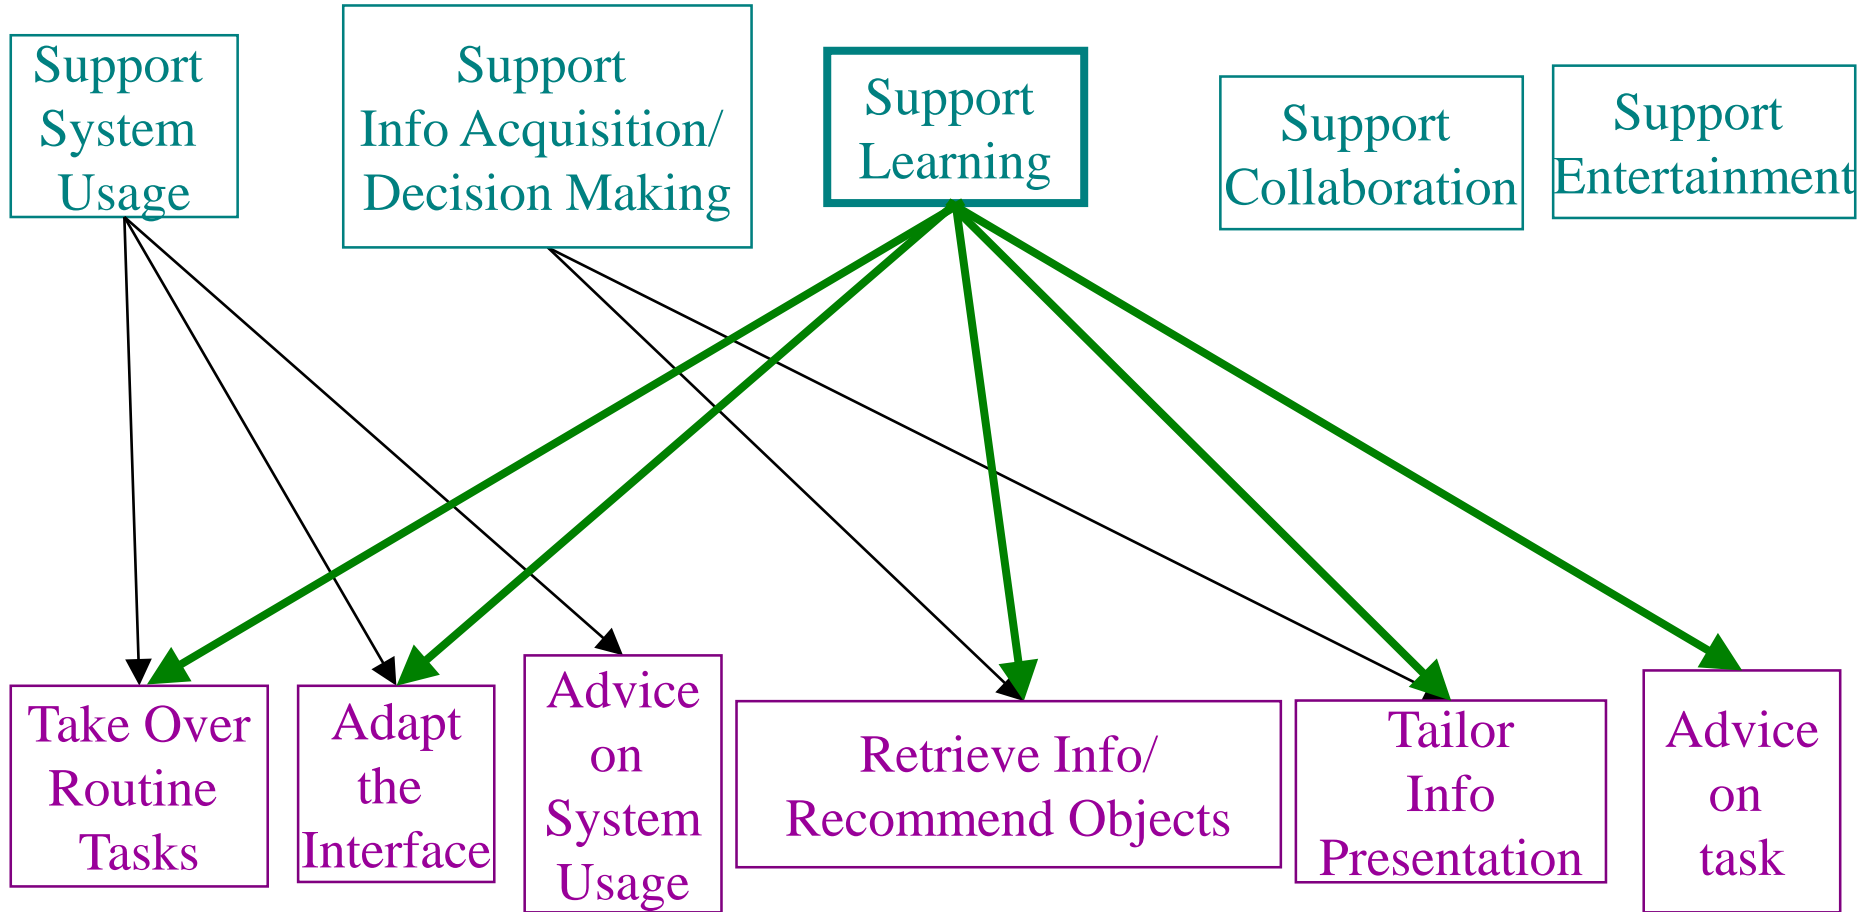 Support
System
Usage
Support
Info Acquisition/
Decision Making
Support
Learning
Support
Collaboration
Support
Entertainment
Take Over
Routine
Tasks
Adapt
the
Interface
Advice
on
System
Usage
Retrieve Info/
Recommend Objects
Tailor
Info
Presentation
Advice
on
task